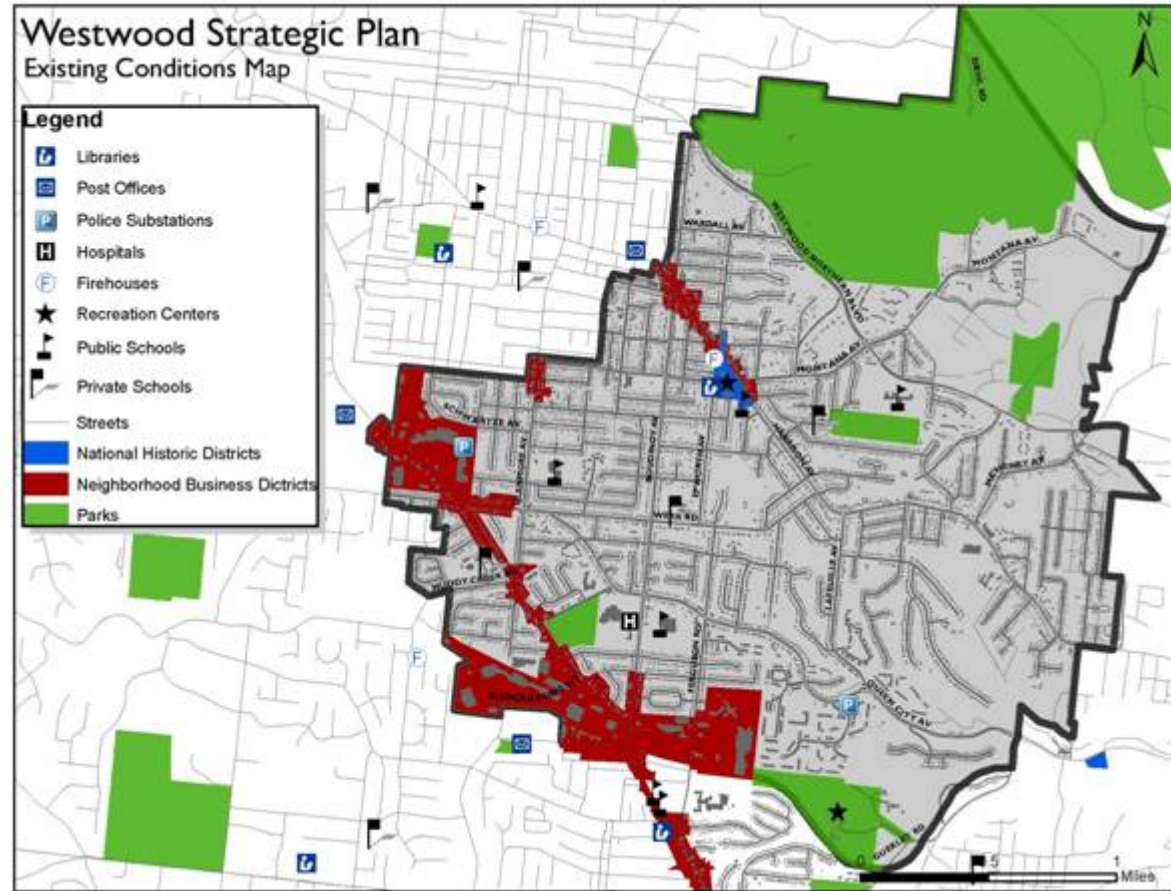 Westwood Strategic Plan
Existing Conditions Map
N
Legend
Libraries
Post Offices
P Police Substations
H Hospitals
F Firehouses
Recreation Centers
Public Schools
Private Schools
Streets
National Historic Districts
Neighborhood Business Dictricts
Parks
WESTWOOD NORTHERN BLVD
MONTANA AV
F
F
MONTANA AV
HARRISON AV
P
WERK RD
LAFEUILLE AV
H
F
FERGUSON RD
QUEEN CITY AV
P
GUERLEY RD
0
.5
1
Miles